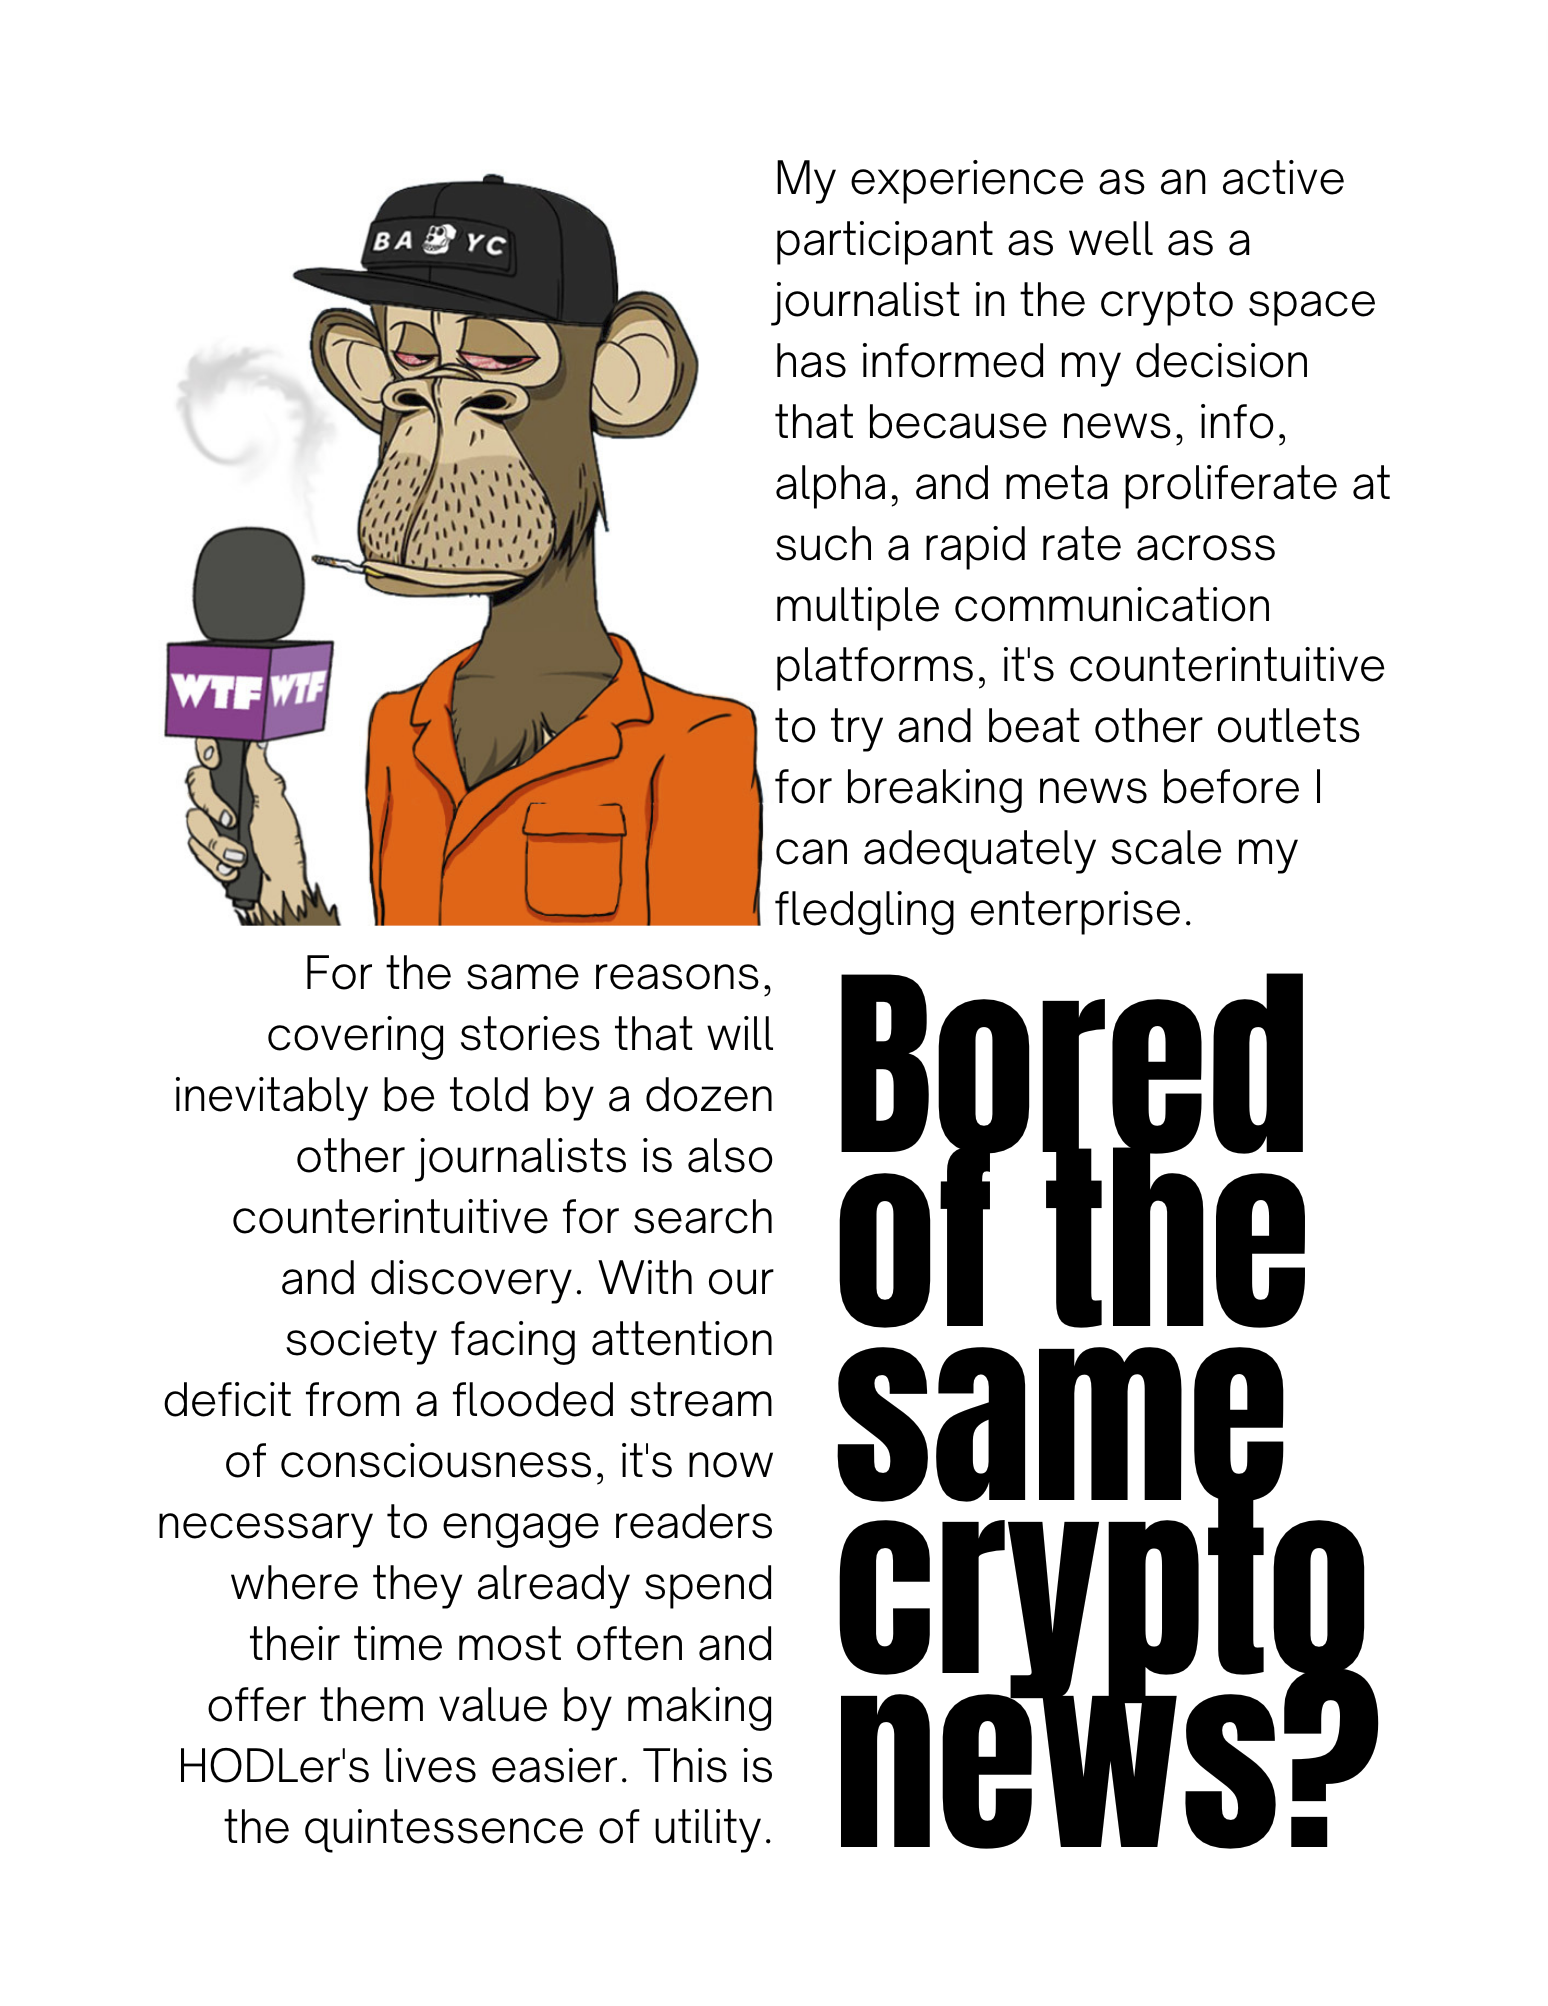 BA YC
WTF WTF
My experience as an active
participant as well as a
journalist in the crypto space
has informed my decision
that because news, info,
alpha, and meta proliferate at
such a rapid rate across
multiple communication
platforms, it's counterintuitive
to try and beat other outlets
for breaking news before I
can adequately scale my
fledgling enterprise.
For the same reasons,
covering stories that will
inevitably be told by a dozen
other journalists is also
counterintuitive for search
and discovery. With our
society facing attention
deficit from a flooded stream
of consciousness, it's now
necessary to engage readers
where they already spend
their time most often and
offer them value by making
HODLer's lives easier. This is
the quintessence of utility.
Bored
of the
same
crypto
news?